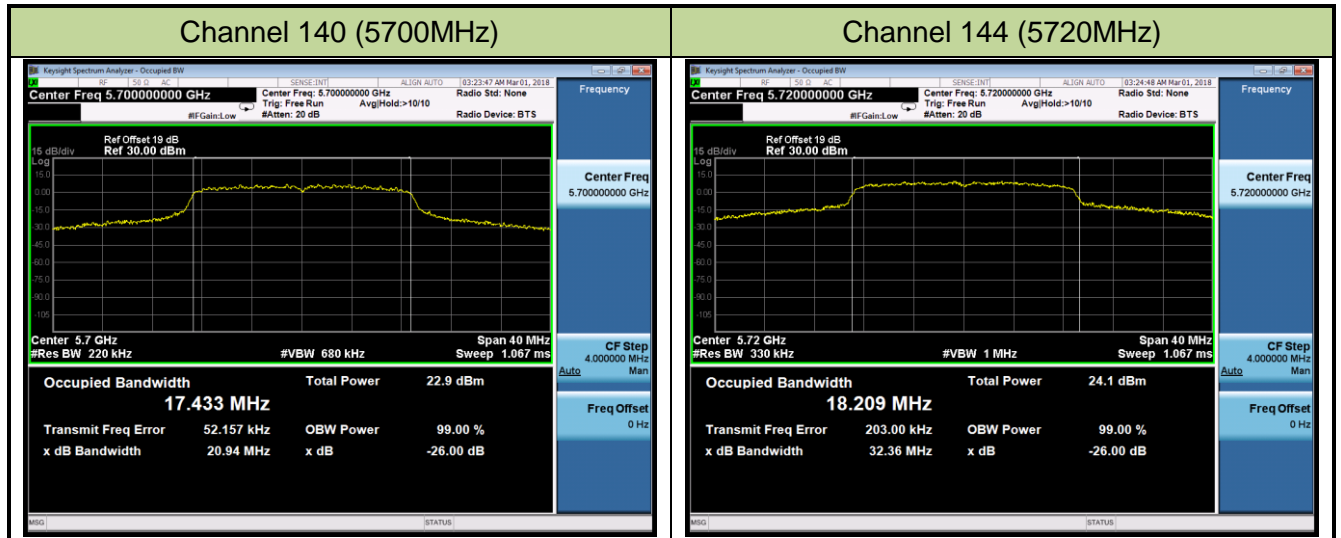 Channel 140 (5700MHz)
Keysight Spectrum Analyzer - Occupied BW
RF 50 Ω AC SENSE:INT ALIGN AUTO 03:23:47 AM Mar 01, 2018
Center Freq 5.700000000 GHz
Center Freq: 5.700000000 GHz
Radio Std: None
Trig: Free Run Avg|Hold:>10/10
#IFGain:Low #Atten: 20 dB Radio Device: BTS
Ref Offset 19 dB
15 dB/div Ref 30.00 dBm
Log
15.0
0.00
-15.0
-30.0
-45.0
-60.0
-75.0
-90.0
-105
Center 5.7 GHz Span 40 MHz
#Res BW 220 kHz #VBW 680 kHz Sweep 1.067 ms
Occupied Bandwidth Total Power 22.9 dBm
17.433 MHz
Transmit Freq Error 52.157 kHz OBW Power 99.00 %
x dB Bandwidth 20.94 MHz x dB -26.00 dB
MSG STATUS
Frequency
Center Freq
5.700000000 GHz
CF Step
4.000000 MHz
Auto Man
Freq Offset
0 Hz
Channel 144 (5720MHz)
Keysight Spectrum Analyzer - Occupied BW
RF 50 Ω AC SENSE:INT ALIGN AUTO 03:24:48 AM Mar 01, 2018
Center Freq 5.720000000 GHz
Center Freq: 5.720000000 GHz
Radio Std: None
Trig: Free Run Avg|Hold:>10/10
#IFGain:Low #Atten: 20 dB Radio Device: BTS
Ref Offset 19 dB
15 dB/div Ref 30.00 dBm
Log
15.0
0.00
-15.0
-30.0
-45.0
-60.0
-75.0
-90.0
-105
Center 5.72 GHz Span 40 MHz
#Res BW 330 kHz #VBW 1 MHz Sweep 1.067 ms
Occupied Bandwidth Total Power 24.1 dBm
18.209 MHz
Transmit Freq Error 203.00 kHz OBW Power 99.00 %
x dB Bandwidth 32.36 MHz x dB -26.00 dB
MSG STATUS
Frequency
Center Freq
5.720000000 GHz
CF Step
4.000000 MHz
Auto Man
Freq Offset
0 Hz